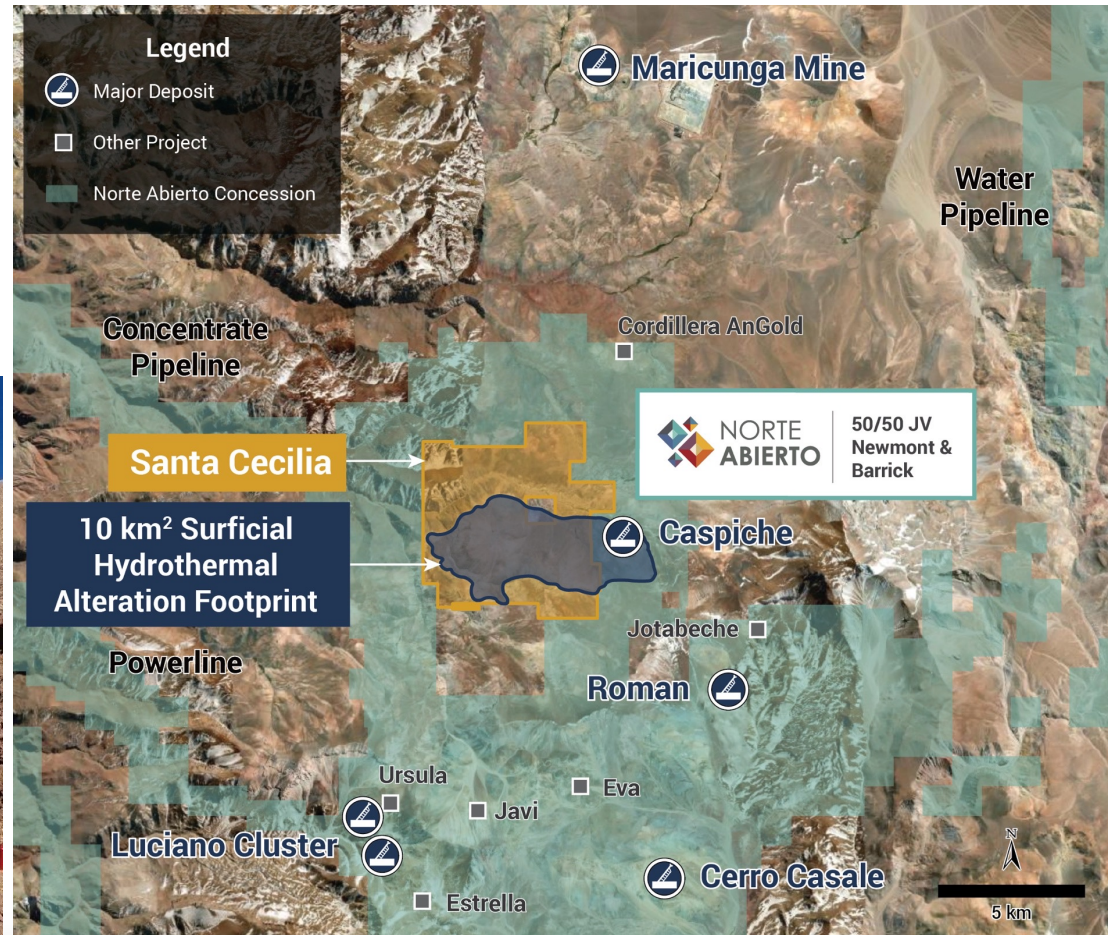 Legend
Major Deposit
Other Project
Norte Abierto Concession
Maricunga Mine
Water
Pipeline
Concentrate
Pipeline
Cordillera AnGold
NORTE
ABIERTO
50/50 JV
Newmont &
Barrick
Santa Cecilia
10 km² Surficial
Hydrothermal
Alteration Footprint
Caspiche
Jotabeche
Powerline
Roman
Ursula
Javi
Eva
Luciano Cluster
Cerro Casale
Estrella
N
5 km